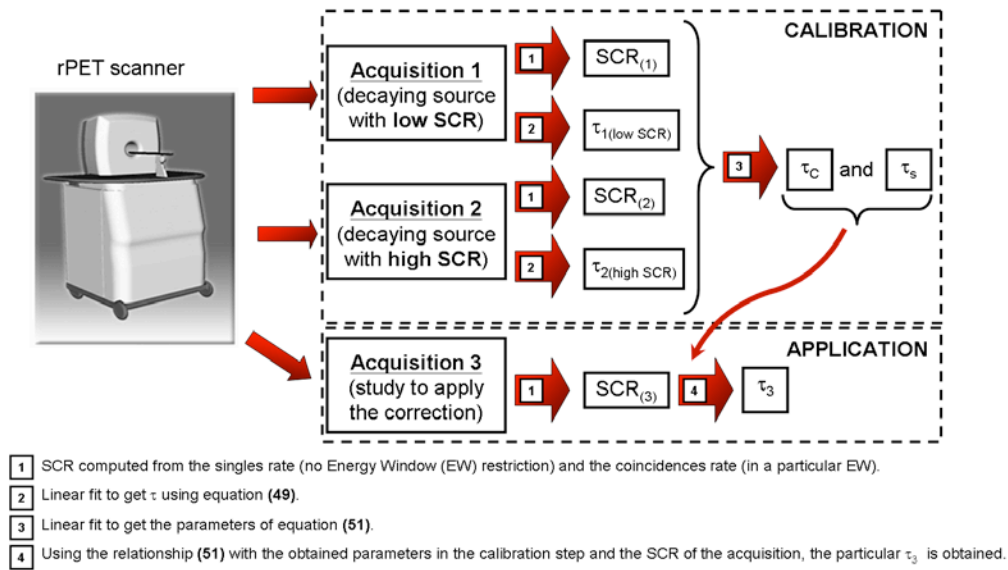 CALIBRATION
rPET scanner
Acquisition 1
(decaying source
with low SCR)
1
SCR(1)
2
τ1(low SCR)
Acquisition 2
(decaying source
with high SCR)
1
SCR(2)
2
τ2(high SCR)
3
τC and τs
APPLICATION
Acquisition 3
(study to apply
the correction)
1
SCR(3)
4
τ3
1 SCR computed from the singles rate (no Energy Window (EW) restriction) and the coincidences rate (in a particular EW).
2 Linear fit to get τ using equation (49).
3 Linear fit to get the parameters of equation (51).
4 Using the relationship (51) with the obtained parameters in the calibration step and the SCR of the acquisition, the particular τ3 is obtained.